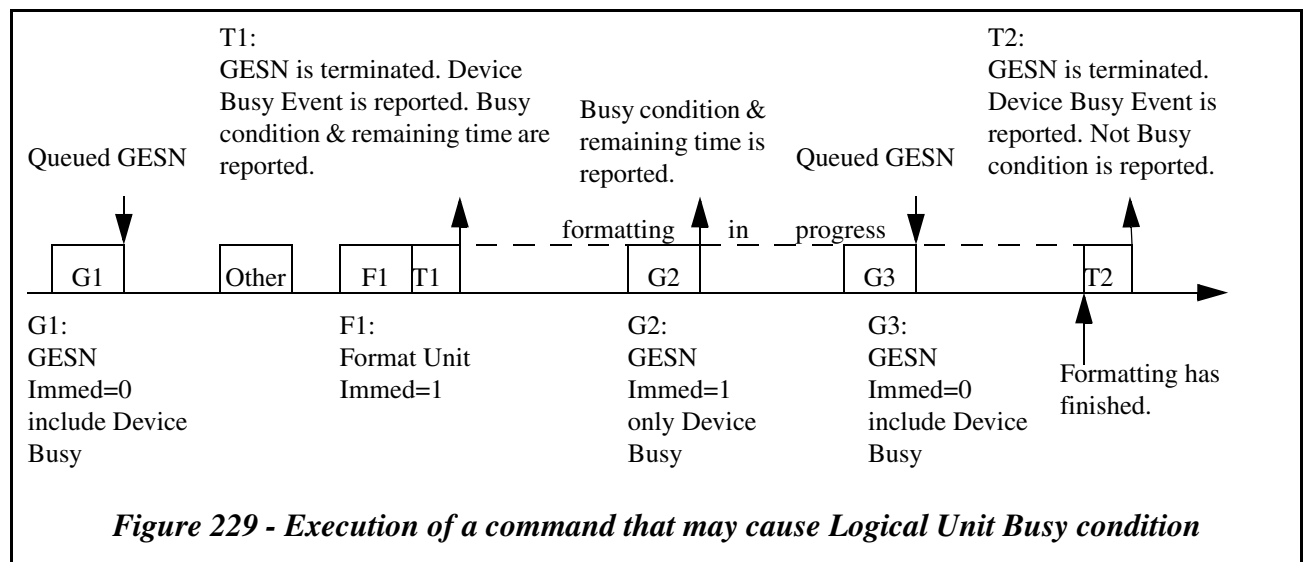 T1:
GESN is terminated. Device
Busy Event is reported. Busy
condition & remaining time are
reported.
T2:
GESN is terminated.
Device Busy Event is
reported. Not Busy
condition is reported.
Busy condition &
remaining time is
reported.
Queued GESN
Queued GESN
formatting in progress
G1
Other
F1
T1
G2
G3
T2
G1:
GESN
Immed=0
include Device
Busy
F1:
Format Unit
Immed=1
G2:
GESN
Immed=1
only Device
Busy
G3:
GESN
Immed=0
include Device
Busy
Formatting has
finished.
Figure 229 - Execution of a command that may cause Logical Unit Busy condition